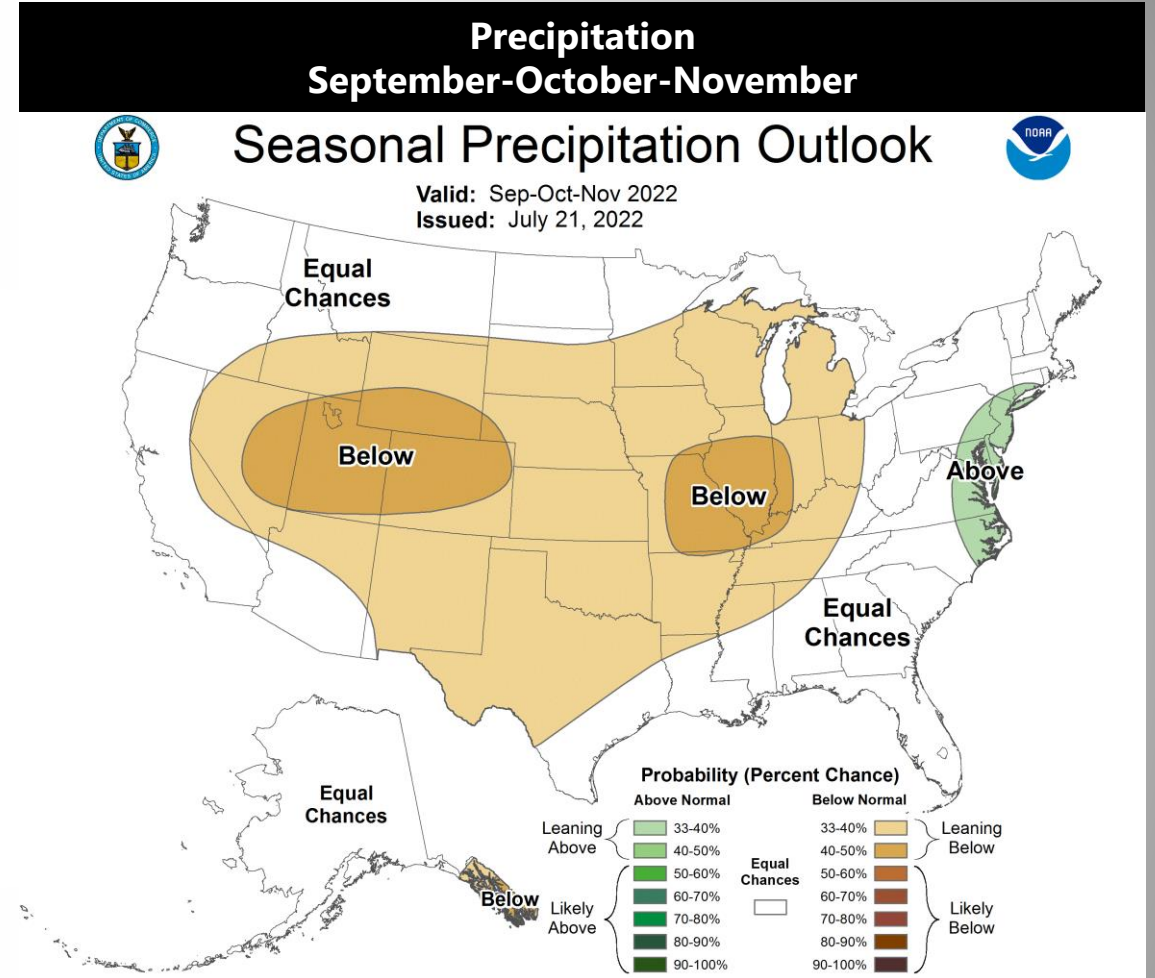 Precipitation
September-October-November
Seasonal Precipitation Outlook
NOAA
Valid: Sep-Oct-Nov 2022
Issued: July 21, 2022
Equal
Chances
Below
Below
Above
Equal
Chances
Equal
Chances
Below
Probability (Percent Chance)
Above Normal
Below Normal
Leaning
Above
33-40%
40-50%
Likely
Above
50-60%
60-70%
70-80%
80-90%
90-100%
Equal
Chances
33-40%
40-50%
Leaning
Below
50-60%
60-70%
70-80%
80-90%
90-100%
Likely
Below